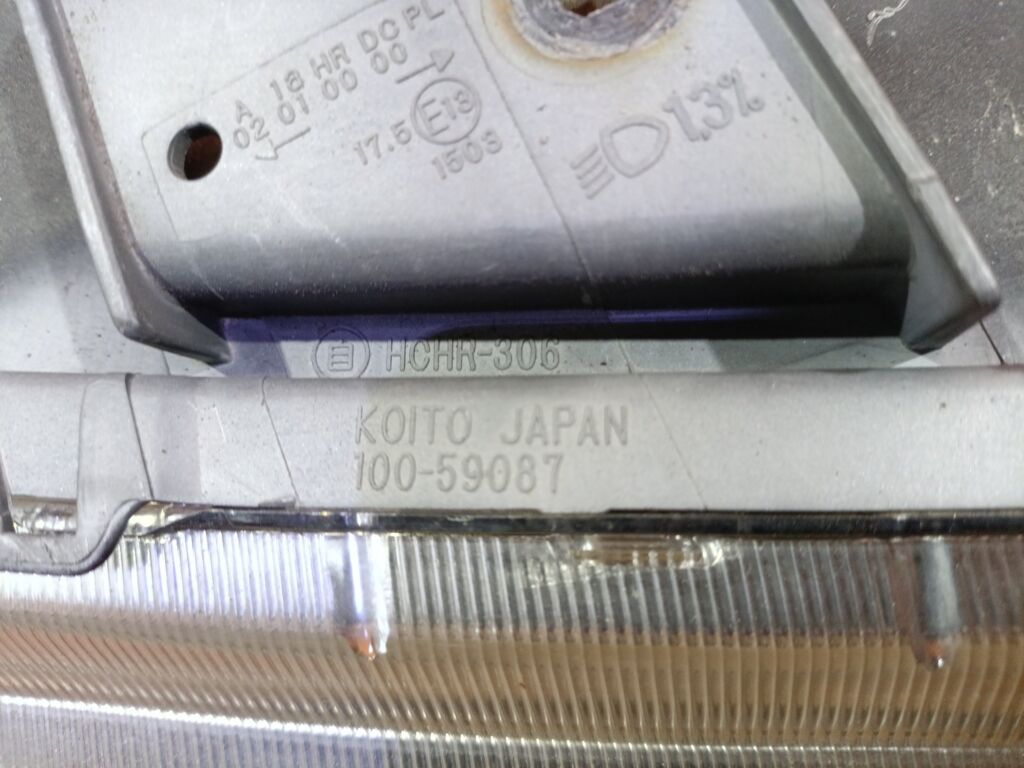 A 18 HR DC PL
02 01 00 00
17.5 E13
1503
1,3%
自 HCHR-306
KOITO JAPAN
100-59087